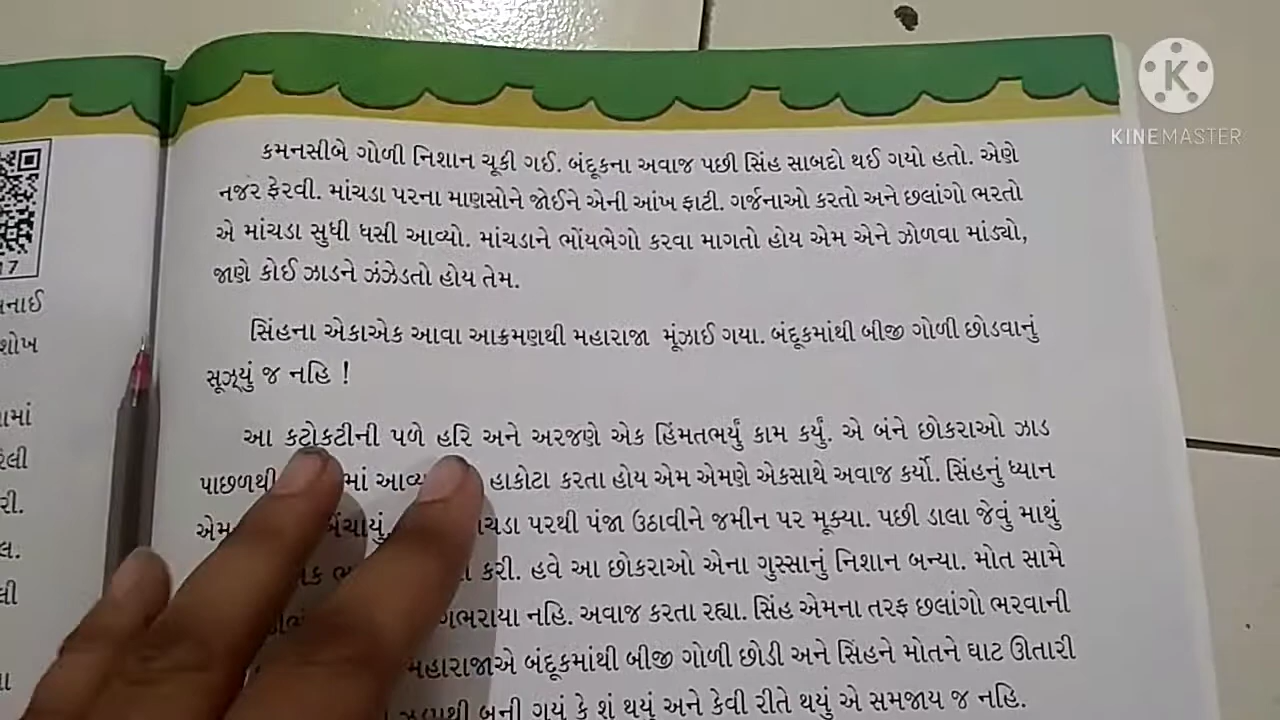 KINEMASTER
કમનસીબે ગોળી નિશાન ચૂકી ગઈ. બંદૂકના અવાજ પછી સિંહ સાબદો થઈ ગયો હતો. એણે
નજર ફેરવી. માંચડા પરના માણસોને જોઈને એની આંખ ફાટી. ગર્જનાઓ કરતો અને છલાંગો ભરતો
એ માંચડા સુધી ધસી આવ્યો. માંચડાને ભોંયભેગો કરવા માગતો હોય એમ એને ઝોળવા માંડ્યો,
જાણે કોઈ ઝાડને ઝંઝેડતો હોય તેમ.
સિંહના એકાએક આવા આક્રમણથી મહારાજા મૂંઝાઈ ગયા. બંદૂકમાંથી બીજી ગોળી છોડવાનું
સૂઝ્યું જ નહિ !
આ કટોકટીની પળે હરિ અને અરજણે એક હિંમતભર્યું કામ કર્યું. એ બંને છોકરાઓ ઝાડ
પાછળથી હાકોટા કરતા હોય એમ એમણે એકસાથે અવાજ કર્યો. સિંહનું ધ્યાન
પરથી પંજા ઉઠાવીને જમીન પર મૂક્યા. પછી ડાલા જેવું માથું
કરી. હવે આ છોકરાઓ એના ગુસ્સાનું નિશાન બન્યા. મોત સામે
ગભરાયા નહિ. અવાજ કરતા રહ્યા. સિંહ એમના તરફ છલાંગો ભરવાની
મહારાજાએ બંદૂકમાંથી બીજી ગોળી છોડી અને સિંહને મોતને ઘાટ ઊતારી
બની ગયું કે શું થયું અને કેવી રીતે થયું એ સમજાય જ નહિ.
17
શોખ